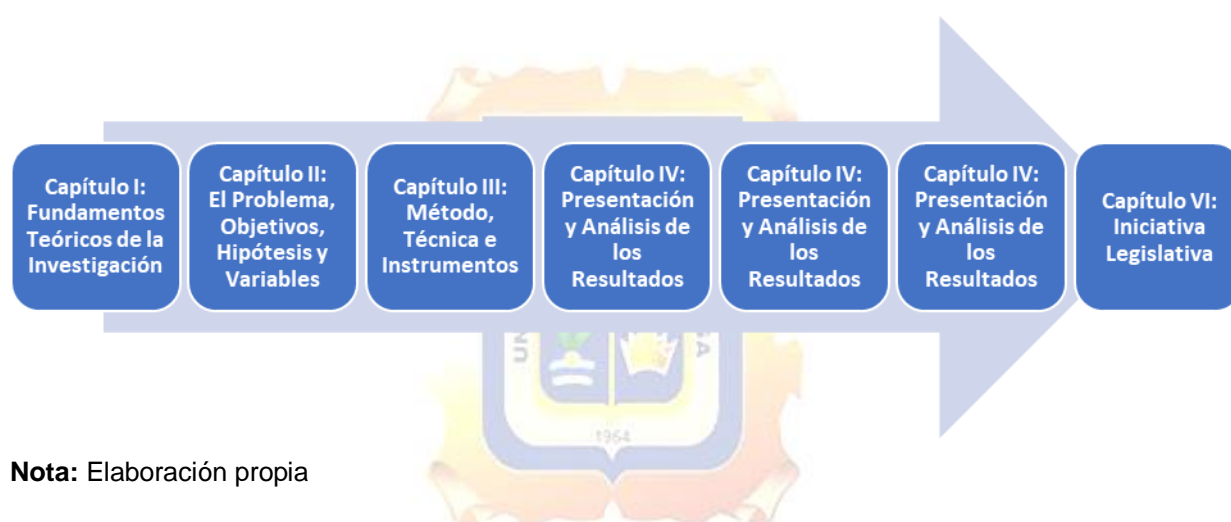 Capítulo I:
Fundamentos
Teóricos de la
Investigación
Capítulo II:
El Problema,
Objetivos,
Hipótesis y
Variables
Capítulo III:
Método,
Técnica e
Instrumentos
Capítulo IV:
Presentación
y Análisis de
los
Resultados
Capítulo IV:
Presentación
y Análisis de
los
Resultados
Capítulo IV:
Presentación
y Análisis de
los
Resultados
Capítulo VI:
Iniciativa
Legislativa
1964
Nota: Elaboración propia